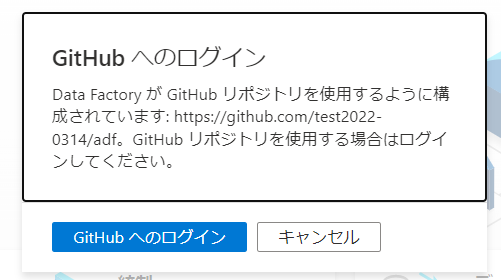 GitHub へのログイン
Data Factory が GitHub リポジトリを使用するように構
成されています: https://github.com/test2022-
0314/adf。GitHub リポジトリを使用する場合はログイ
ンしてください。
GitHub へのログイン
キャンセル